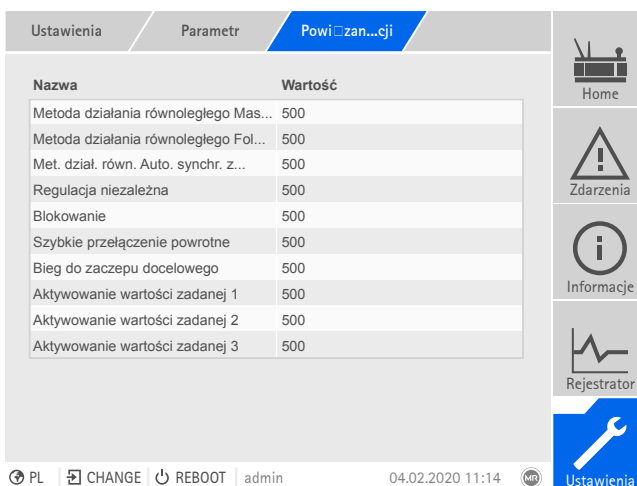 Ustawienia Parametr Powi□zan...cji
Nazwa Wartość
Metoda działania równoległego Mas... 500
Metoda działania równoległego Fol... 500
Met. dział. równ. Auto. synchr. z... 500
Regulacja niezależna 500
Blokowanie 500
Szybkie przełączenie powrotne 500
Bieg do zaczepu docelowego 500
Aktywowanie wartości zadanej 1 500
Aktywowanie wartości zadanej 2 500
Aktywowanie wartości zadanej 3 500
Home
Zdarzenia
Informacje
Rejestrator
Ustawienia
PL CHANGE REBOOT admin 04.02.2020 11:14 MR